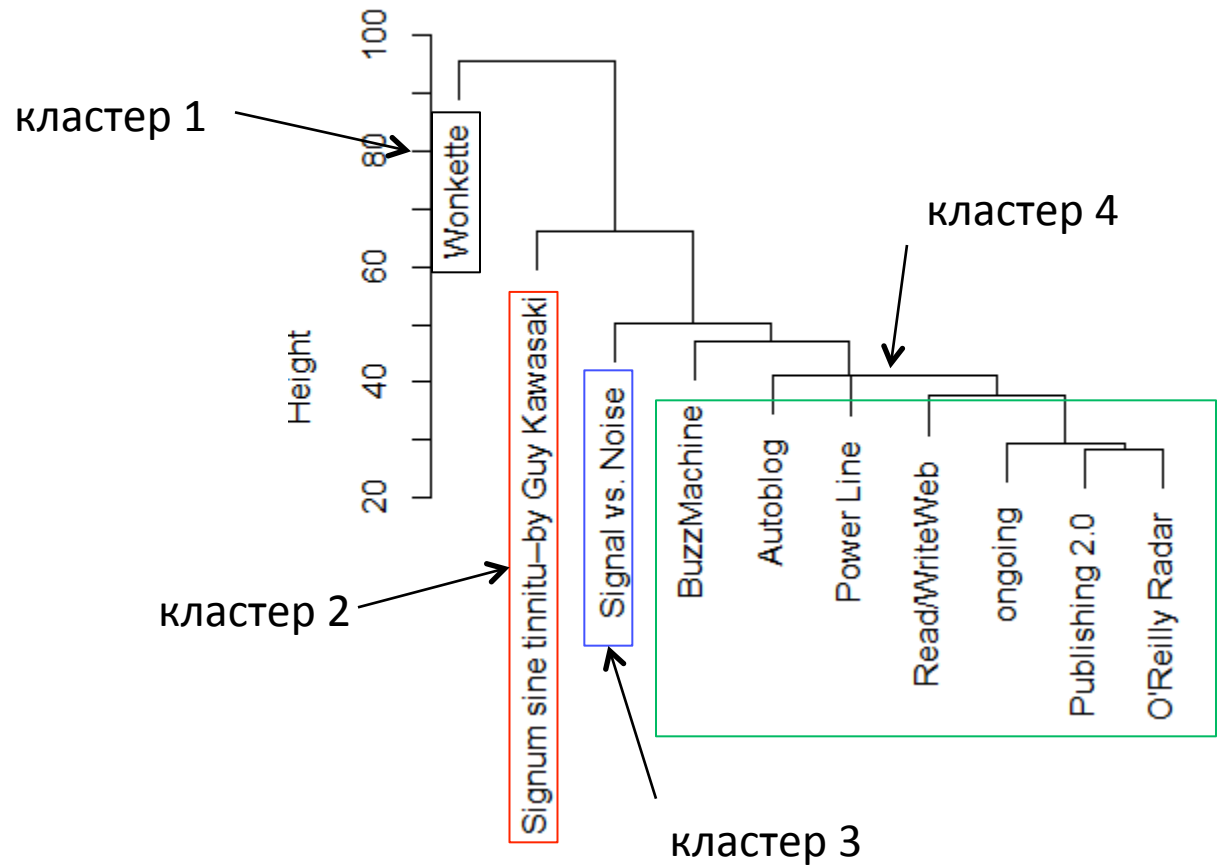 100
80
60
40
20
Height
кластер 1
кластер 4
кластер 2
кластер 3
Wonkette
Signum sine tinnitu--by Guy Kawasaki
Signal vs. Noise
BuzzMachine
Autoblog
Power Line
Read/WriteWeb
ongoing
Publishing 2.0
O'Reilly Radar